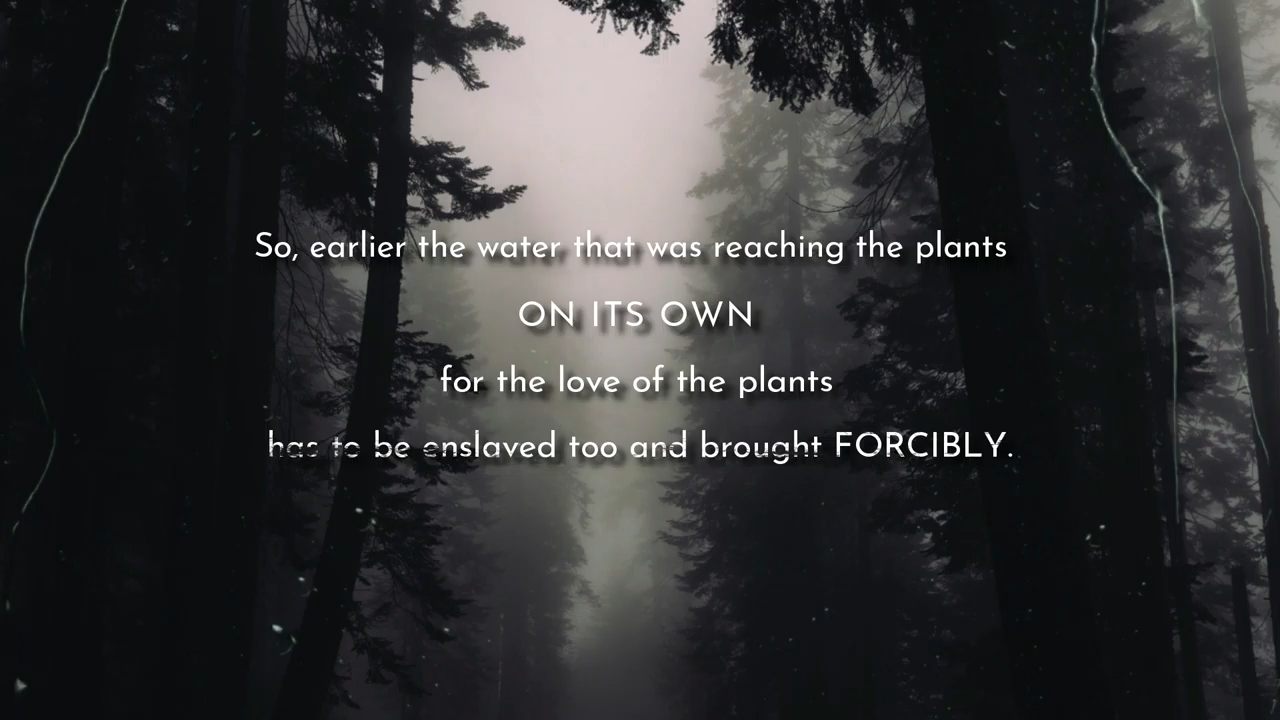 So, earlier the water that was reaching the plants
ON ITS OWN
for the love of the plants
has to be enslaved too and brought FORCIBLY.